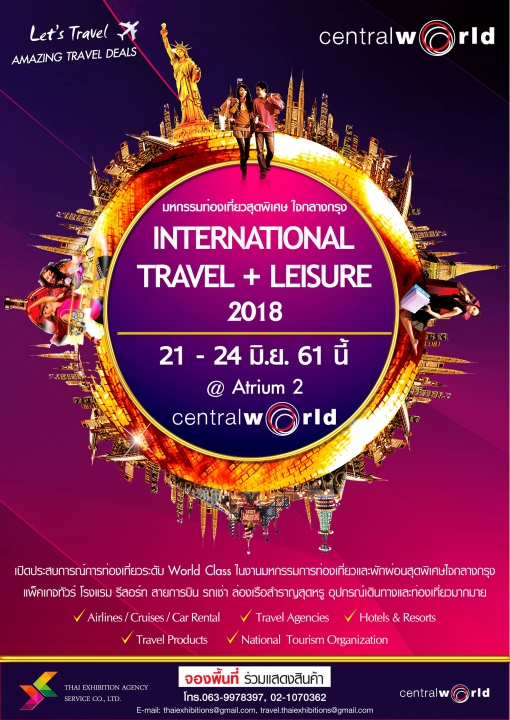 Let's Travel
AMAZING TRAVEL DEALS
centralwOrld
มหกรรมท่องเที่ยวสุดพิเศษ ใจกลางกรุง
INTERNATIONAL
TRAVEL + LEISURE
2018
21 - 24 มิ.ย. 61 นี้
@ Atrium 2
centralwOrld
เปิดประสบการณ์การท่องเที่ยวระดับ World Class ในงานมหกรรมการท่องเที่ยวและพักผ่อนสุดพิเศษใจกลางกรุง
แพ็คเกจทัวร์ โรงแรม รีสอร์ท สายการบิน รถเช่า ล่องเรือสำราญสุดหรู อุปกรณ์เดินทางและท่องเที่ยวมากมาย
✓ Airlines / Cruises / Car Rental ✓ Travel Agencies ✓ Hotels & Resorts
✓ Travel Products ✓ National Tourism Organization
THAI EXHIBITION AGENCY
SERVICE CO., LTD.
จองพื้นที่ ร่วมแสดงสินค้า
โทร.063-9978397, 02-1070362
E-mail: thaiexhibitions@gmail.com, travel.thaiexhibitions@gmail.com
centralwOrld